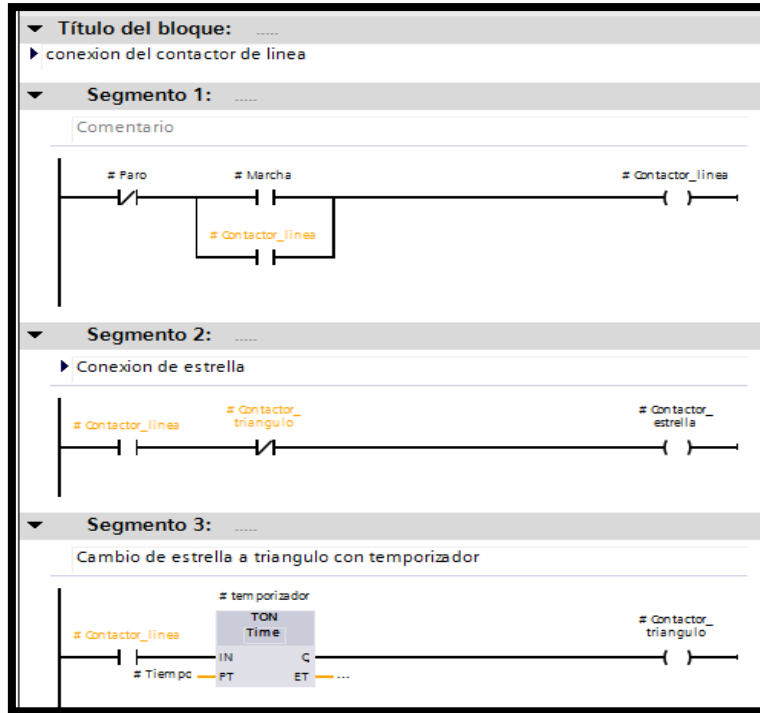 Título del bloque: .....
conexion del contactor de linea
Segmento 1: .....
Comentario
# Paro # Marcha # Contactor_linea
# Contactor_linea
Segmento 2: .....
Conexion de estrella
# Contactor_linea # Contactor_ triangulo # Contactor_ estrella
Segmento 3: .....
Cambio de estrella a triangulo con temporizador
# temporizador
TON
Time
# Contactor_linea # Contactor_ triangulo
IN Q
# Tiempo PT ET ...